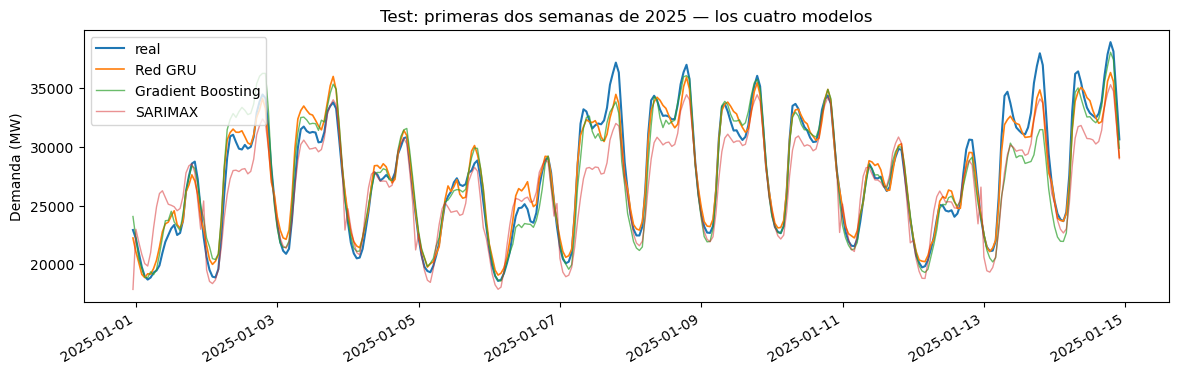 Test: primeras dos semanas de 2025 — los cuatro modelos
real
Red GRU
Gradient Boosting
SARIMAX
Demanda (MW)
35000
30000
25000
20000
2025-01-01
2025-01-03
2025-01-05
2025-01-07
2025-01-09
2025-01-11
2025-01-13
2025-01-15